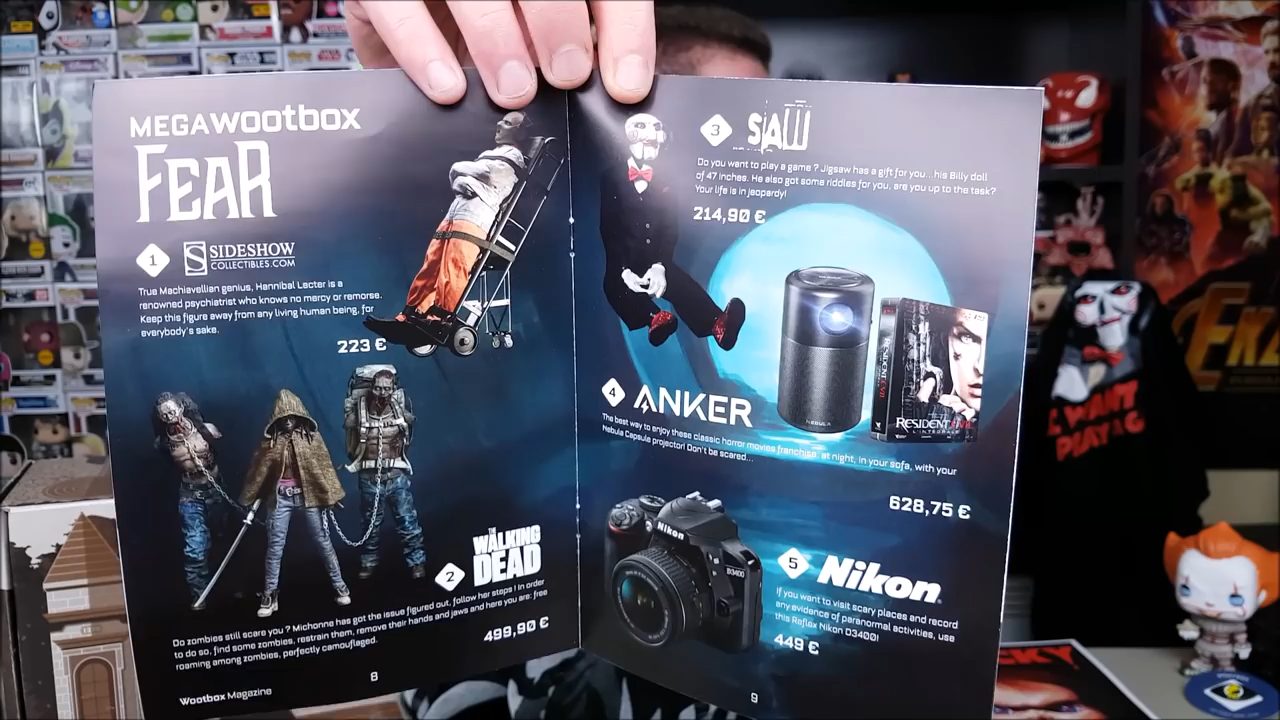 MEGAWOOTBOX
FEAR
1
S SIDESHOW
COLLECTIBLES.COM
True Machiavellian genius, Hannibal Lecter is a
renowned psychiatrist who knows no mercy or remorse.
Keep this figure away from any living human being, for
everybody's sake.
223 €
2
THE
WALKING
DEAD
Do zombies still scare you ? Michonne has got the issue figured out, follow her steps ! In order
to do so, find some zombies, restrain them, remove their hands and jaws and here you are: free
roaming among zombies, perfectly camouflaged.
499,90 €
Wootbox Magazine
8
3
SAW
Do you want to play a game ? Jigsaw has a gift for you...his Billy doll
of 47 inches. He also got some riddles for you, are you up to the task?
Your life is in jeopardy!
214,90 €
NEBULA
RESIDENT EVIL
L'INTÉGRALE
4
ANKER
The best way to enjoy these classic horror movies franchise, at night, in your sofa, with your
Nebula Capsule projector! Don't be scared...
628,75 €
Nikon
D3400
5
Nikon
If you want to visit scary places and record
any evidence of paranormal activities, use
this Reflex Nikon D3400!
449 €
9
I WANT
PLAY A G